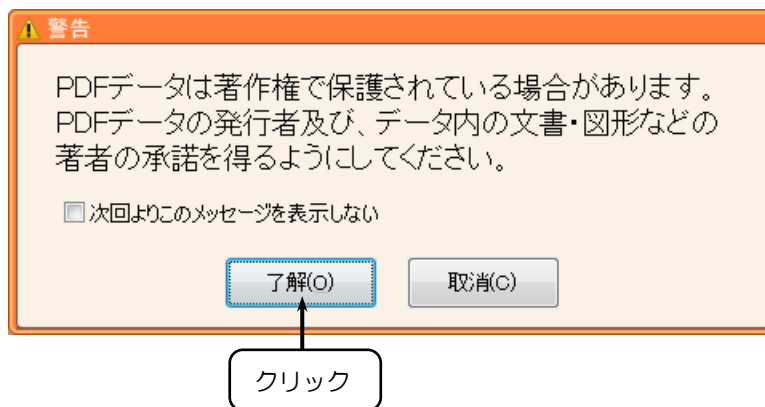 警告
PDFデータは著作権で保護されている場合があります。
PDFデータの発行者及び、データ内の文書・図形などの
著者の承諾を得るようにしてください。
次回よりこのメッセージを表示しない
了解(O) 取消(C)
クリック